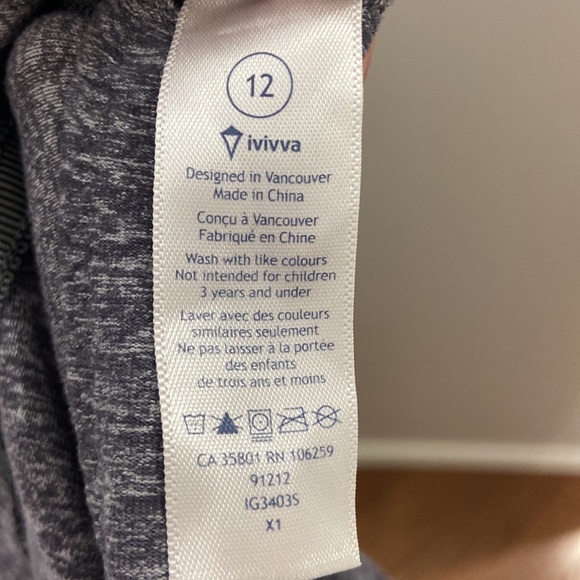 12
ivivva
Designed in Vancouver
Made in China
Conçu à Vancouver
Fabriqué en Chine
Wash with like colours
Not intended for children
3 years and under
Laver avec des couleurs
similaires seulement
Ne pas laisser à la portée
des enfants
de trois ans et moins
CA 35801 RN 106259
91212
IG3403S
X1